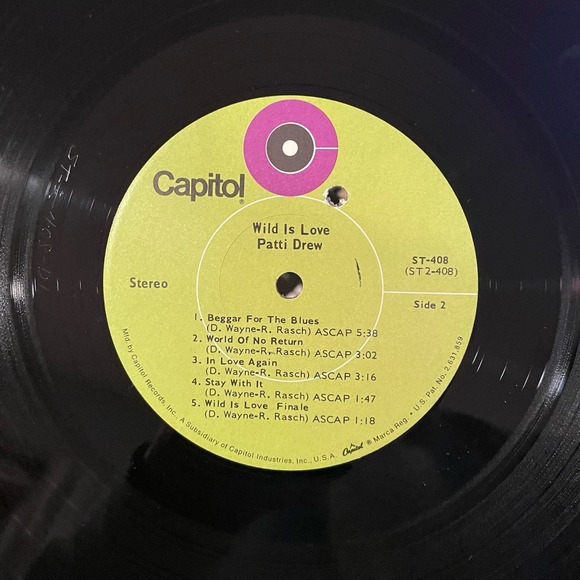 Capitol®
Wild Is Love
Patti Drew
ST-408
(ST 2-408)
Stereo
Side 2
1. Beggar For The Blues
(D. Wayne-R. Rasch) ASCAP 5:38
2. World Of No Return
(D. Wayne-R. Rasch) ASCAP 3:02
3. In Love Again
(D. Wayne-R. Rasch) ASCAP 3:16
4. Stay With It
(D. Wayne-R. Rasch) ASCAP 1:47
5. Wild Is Love Finale
(D. Wayne-R. Rasch) ASCAP 1:18
Mfd. by Capitol Records, Inc., A Subsidiary of Capitol Industries, Inc., U.S.A. Capitol ® Marca Reg. • U.S. Pat. No. 2,631,859